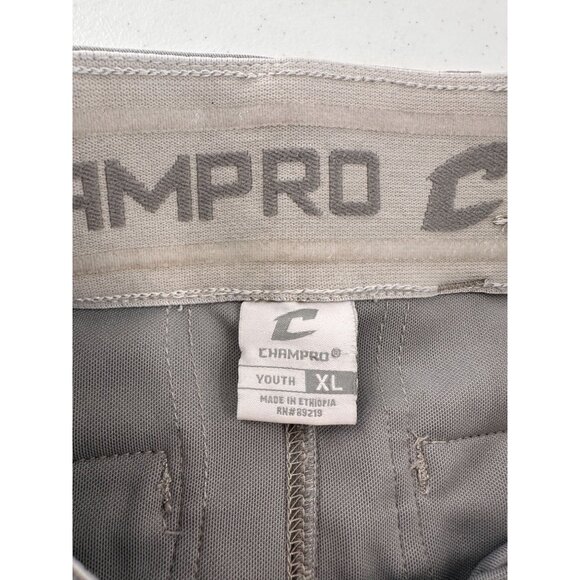 AMPRO C
C
CHAMPRO®
YOUTH XL
MADE IN ETHIOPIA
RN#89219